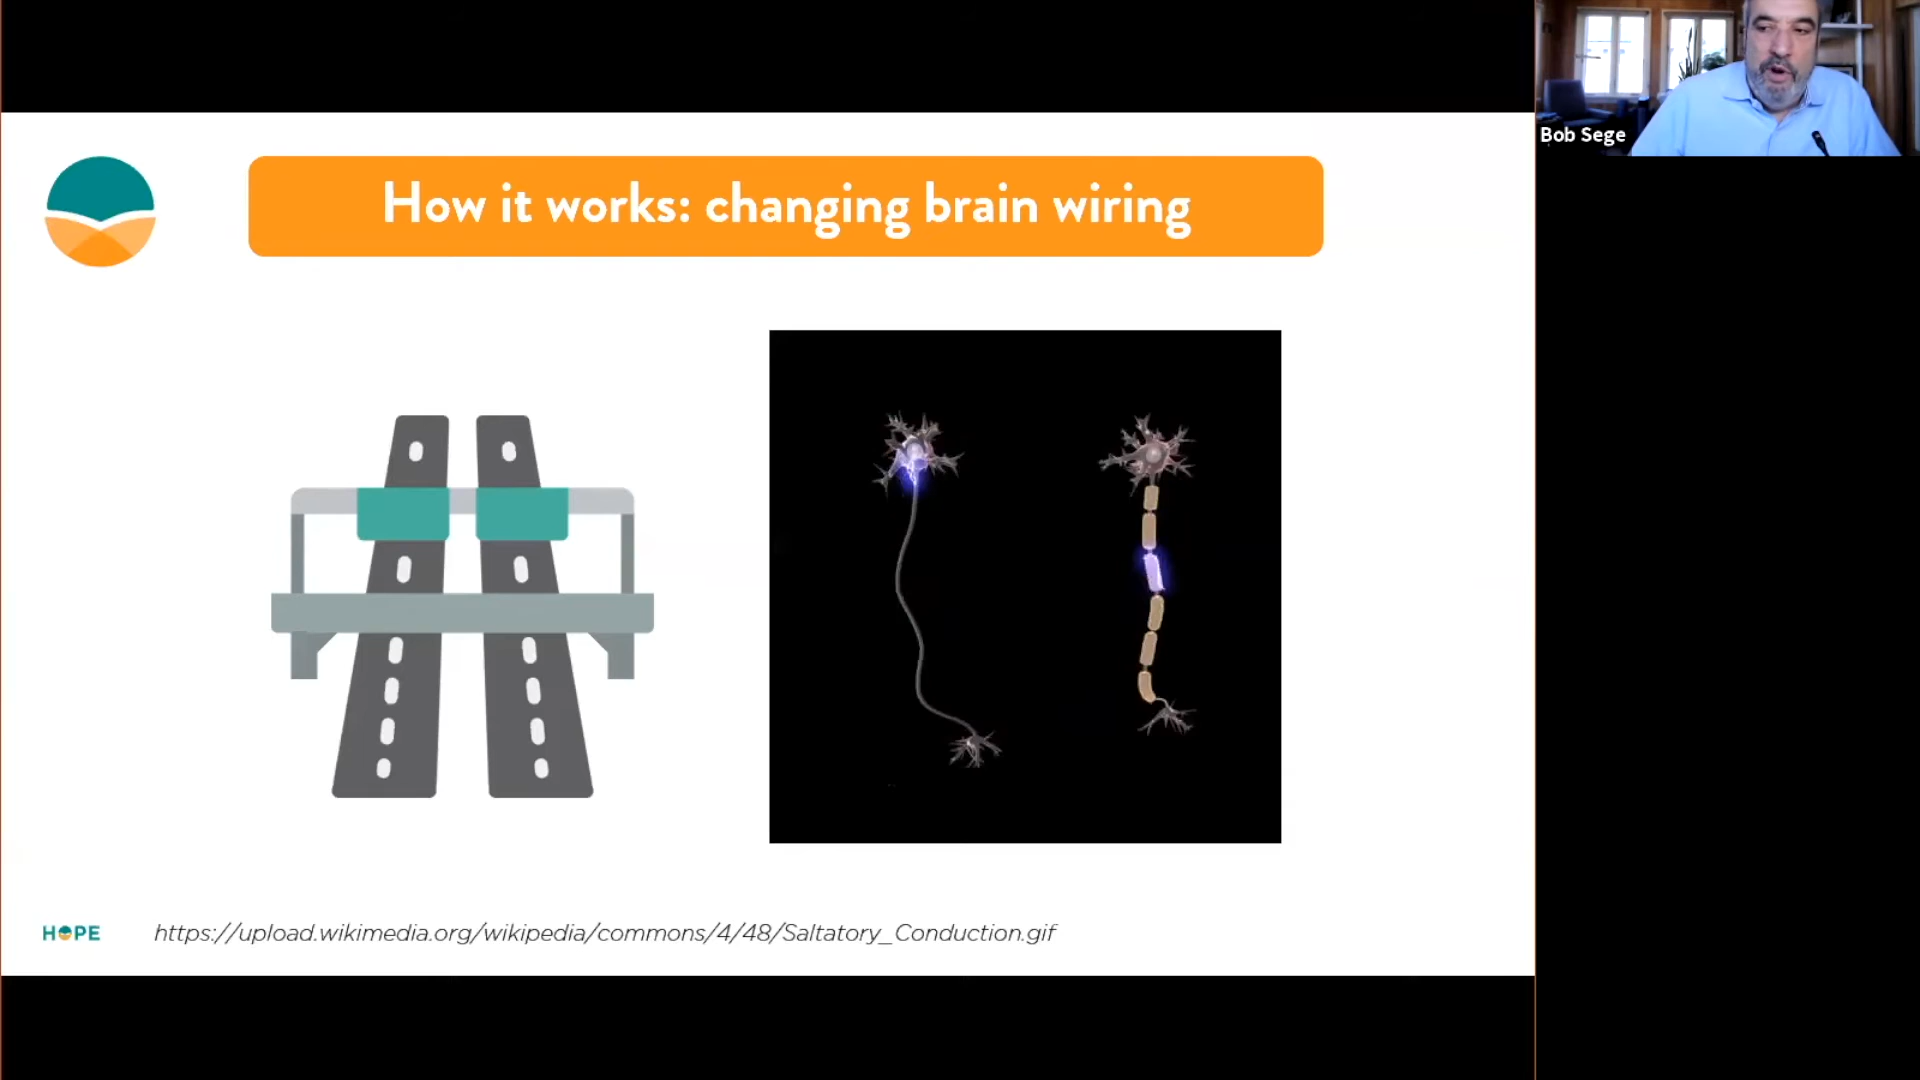 How it works: changing brain wiring
Bob Sege
HOPE
https://upload.wikimedia.org/wikipedia/commons/4/48/Saltatory_Conduction.gif